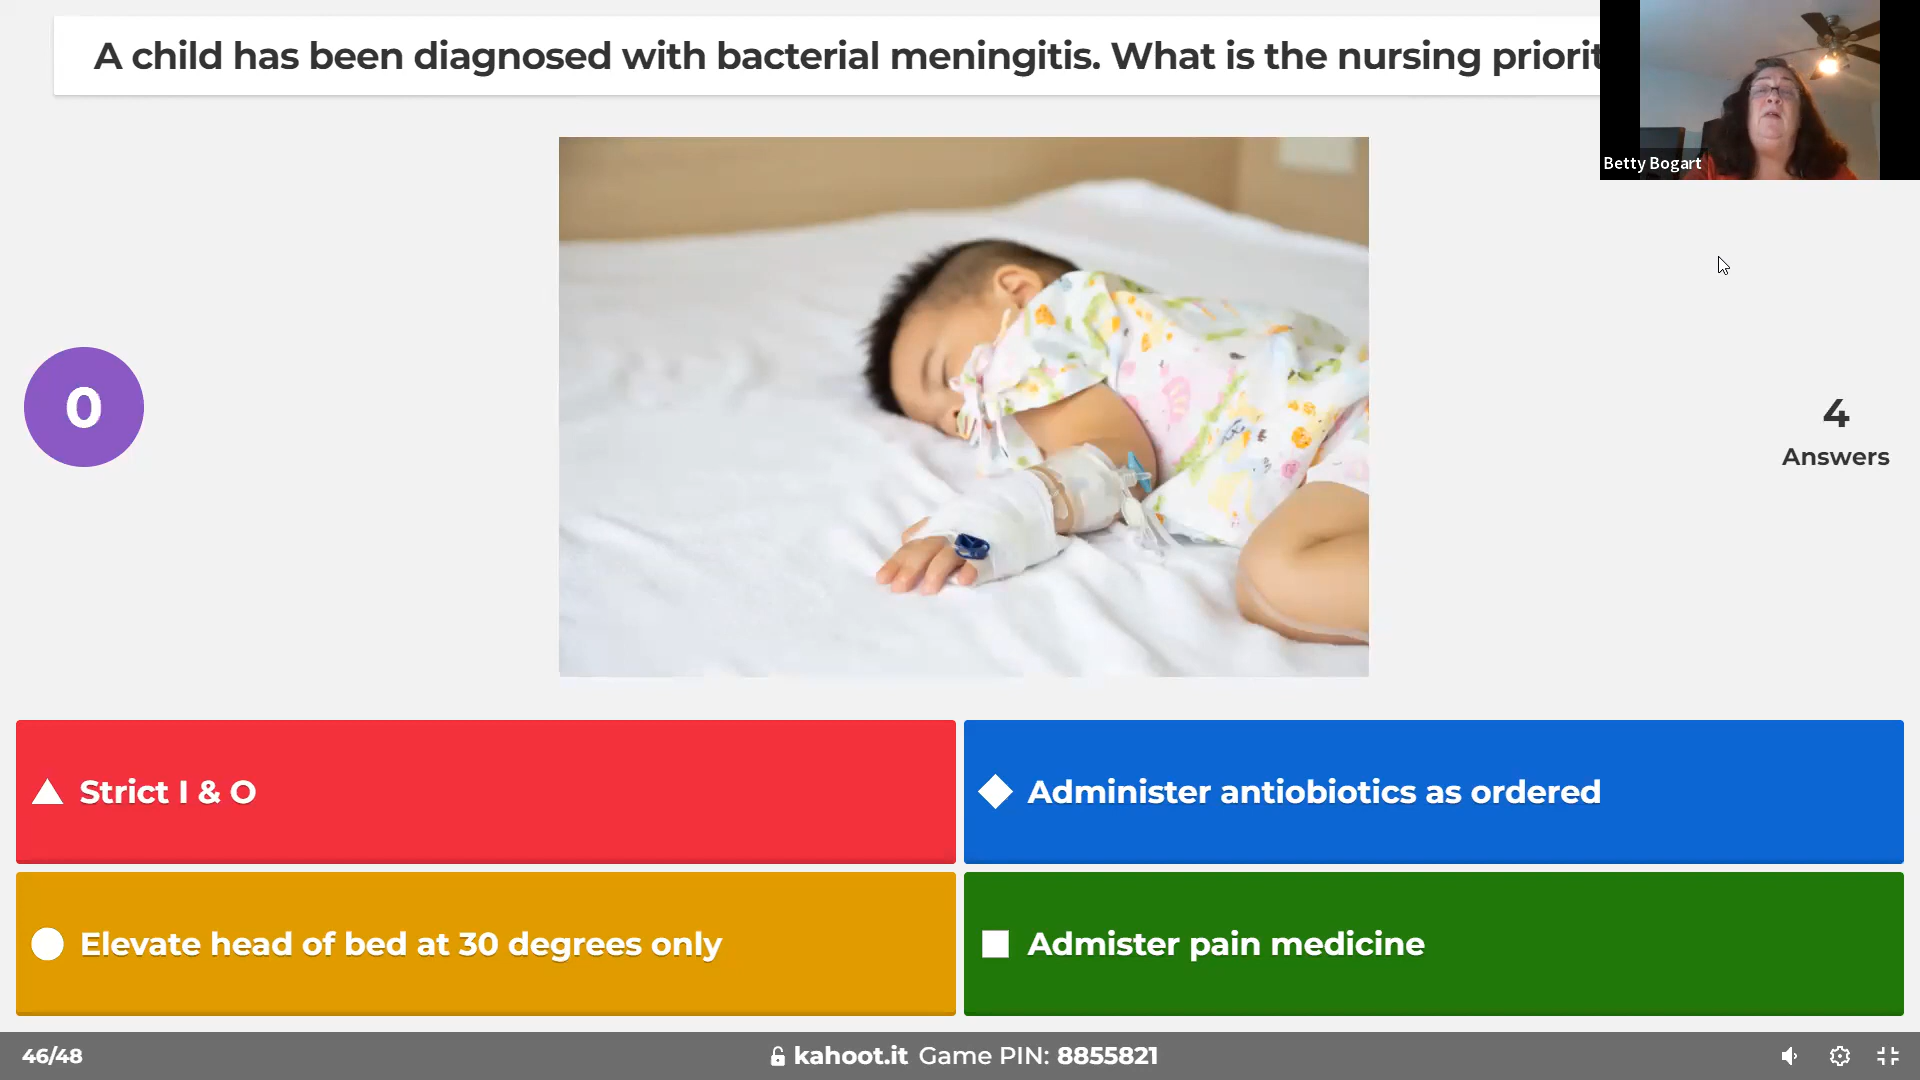 A child has been diagnosed with bacterial meningitis. What is the nursing priorit
Betty Bogart
0
4
Answers
Strict I & O
Administer antiobiotics as ordered
Elevate head of bed at 30 degrees only
Admister pain medicine
46/48
kahoot.it Game PIN: 8855821